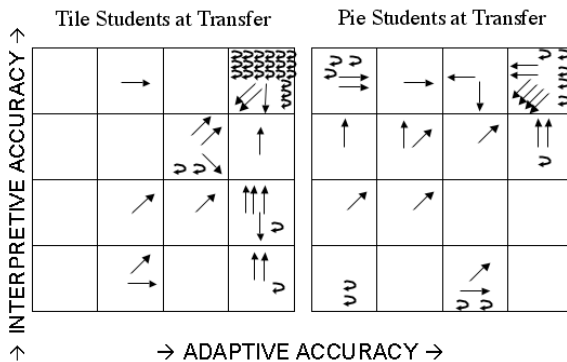 Tile Students at Transfer
Pie Students at Transfer
→ INTERPRETIVE ACCURACY →
→ ADAPTIVE ACCURACY →